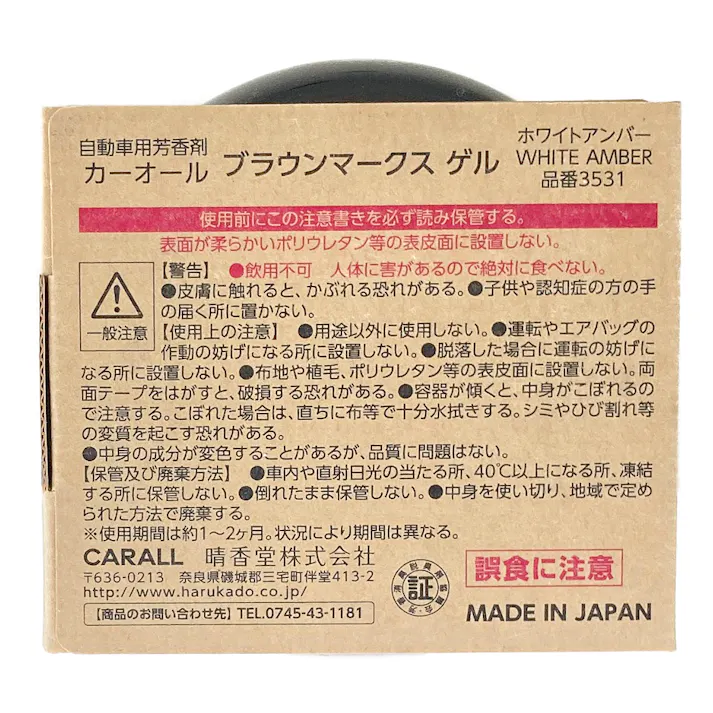 自動車用芳香剤
カーオール ブラウンマークス ゲル
ホワイトアンバー
WHITE AMBER
品番3531
使用前にこの注意書きを必ず読み保管する。
表面が柔らかいポリウレタン等の表皮面に設置しない。
一般注意
【警告】 ●飲用不可 人体に害があるので絶対に食べない。
●皮膚に触れると、かぶれる恐れがある。●子供や認知症の方の手
の届く所に置かない。
【使用上の注意】 ●用途以外に使用しない。●運転やエアバッグの
作動の妨げになる所に設置しない。●脱落した場合に運転の妨げに
なる所に設置しない。●布地や植毛、ポリウレタン等の表皮面に設置しない。両
面テープをはがすと、破損する恐れがある。●容器が傾くと、中身がこぼれるの
で注意する。こぼれた場合は、直ちに布等で十分水拭きする。シミやひび割れ等
の変質を起こす恐れがある。
●中身の成分が変色することがあるが、品質に問題はない。
【保管及び廃棄方法】 ●車内や直射日光の当たる所、40℃以上になる所、凍結
する所に保管しない。●倒れたまま保管しない。●中身を使い切り、地域で定め
られた方法で廃棄する。
※使用期間は約1～2ヶ月。状況により期間は異なる。
CARALL 晴香堂株式会社
〒636-0213 奈良県磯城郡三宅町伴堂413-2
http://www.harukado.co.jp/
【商品のお問い合わせ先】 TEL.0745-43-1181
芳香消臭脱臭剤協議会
証
誤食に注意
MADE IN JAPAN